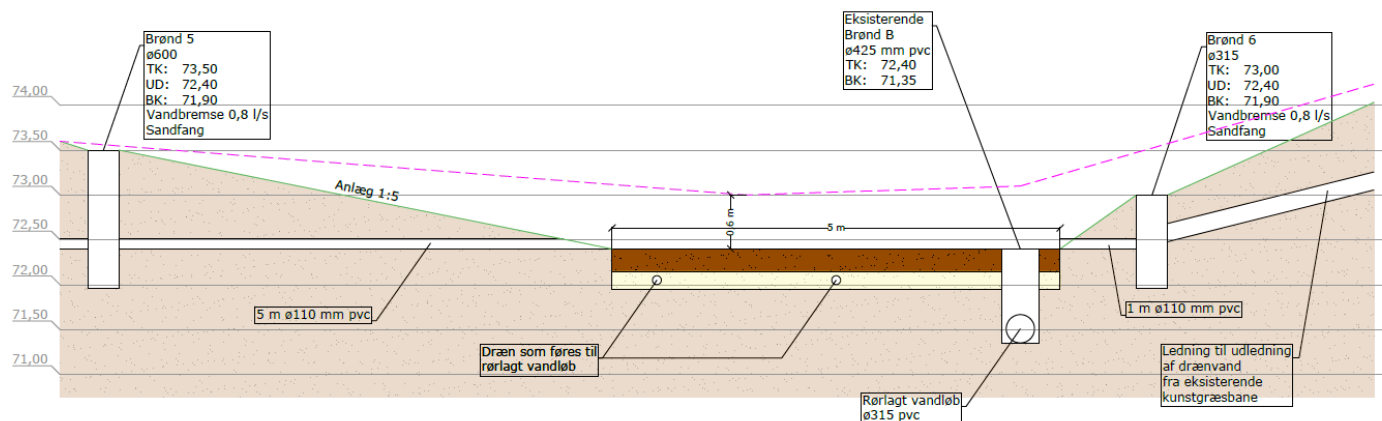 Brønd 5
ø600
TK: 73,50
UD: 72,40
BK: 71,90
Vandbremse 0,8 l/s
Sandfang
Eksisterende
Brønd B
ø425 mm pvc
TK: 72,40
BK: 71,35
Brønd 6
ø315
TK: 73,00
UD: 72,40
BK: 71,90
Vandbremse 0,8 l/s
Sandfang
74,00
73,50
73,00
72,50
72,00
71,50
71,00
Anlæg 1:5
0,6 m
5 m
5 m ø110 mm pvc
1 m ø110 mm pvc
Dræn som føres til
rørlagt vandløb
Rørlagt vandløb
ø315 pvc
Ledning til udledning
af drænvand
fra eksisterende
kunstgræsbane